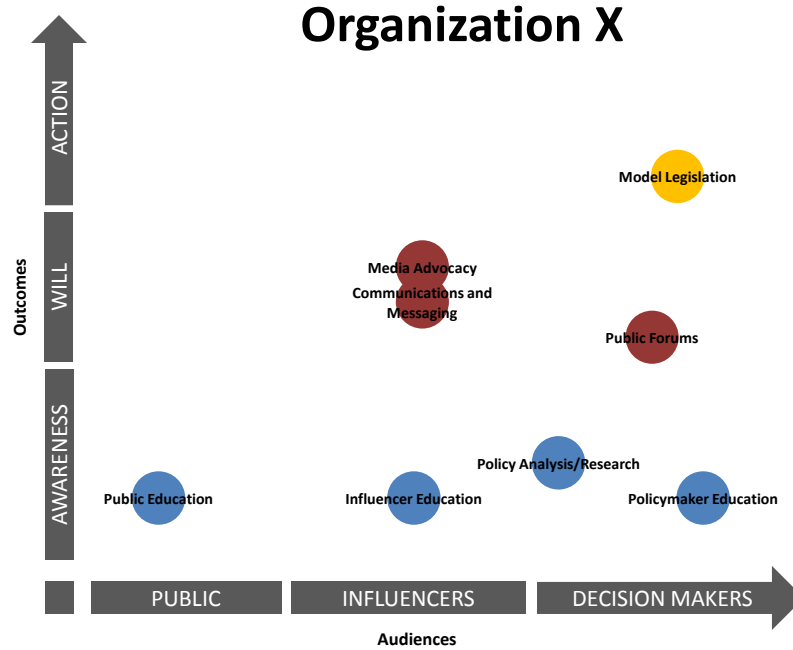 Organization X
ACTION
Model Legislation
WILL
Media Advocacy
Communications and
Messaging
Outcomes
Public Forums
AWARENESS
Policy Analysis/Research
Public Education
Influencer Education
Policymaker Education
PUBLIC
INFLUENCERS
DECISION MAKERS
Audiences